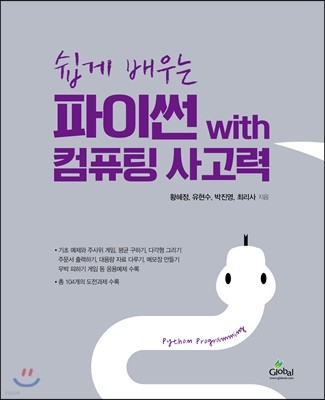 쉽게 배우는
파이썬 with
컴퓨팅 사고력
황혜정, 유현수, 박진영, 최리사 지음
• 기초 예제와 주사위 게임, 평균 구하기, 다각형 그리기
주문서 출력하기, 대용량 자료 다루기, 메모장 만들기
우박 피하기 게임 등 응용예제 수록
• 총 104개의 도전과제 수록
Python Programming
Global